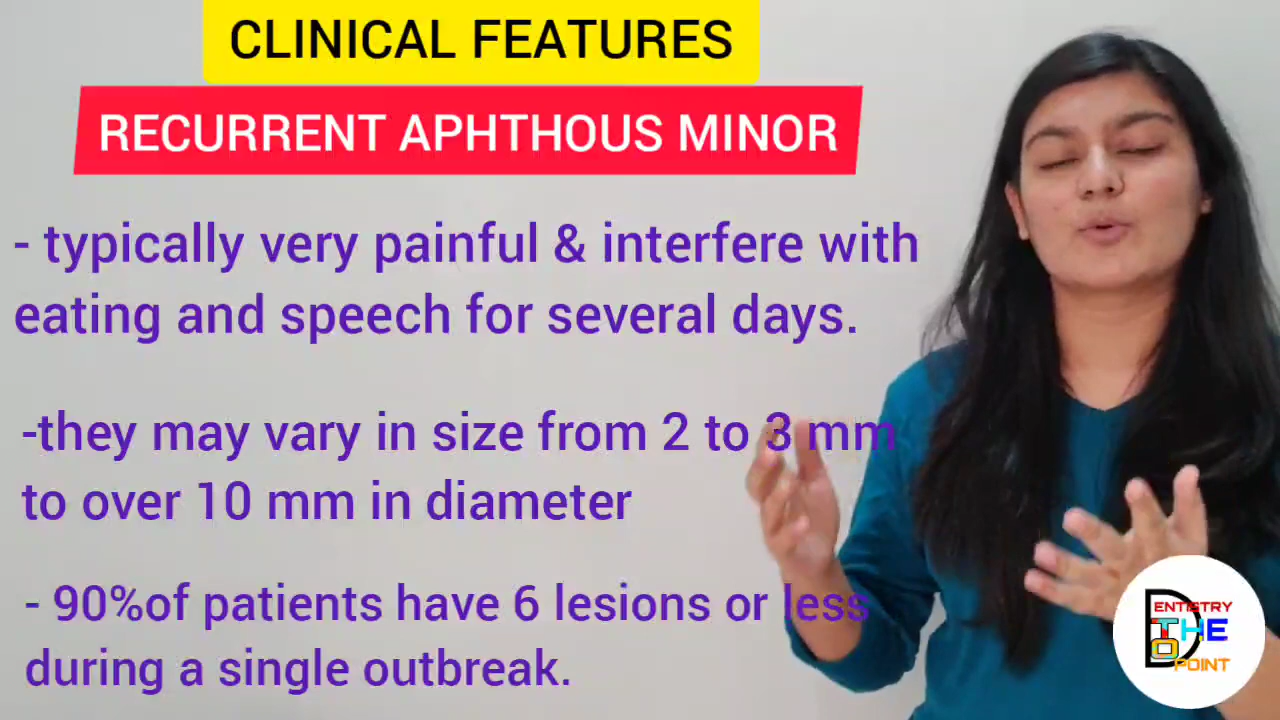 CLINICAL FEATURES
RECURRENT APHTHOUS MINOR
- typically very painful & interfere with
eating and speech for several days.
-they may vary in size from 2 to 3 mm
to over 10 mm in diameter
- 90%of patients have 6 lesions or less
during a single outbreak.
DENTISTRY
TO THE
POINT